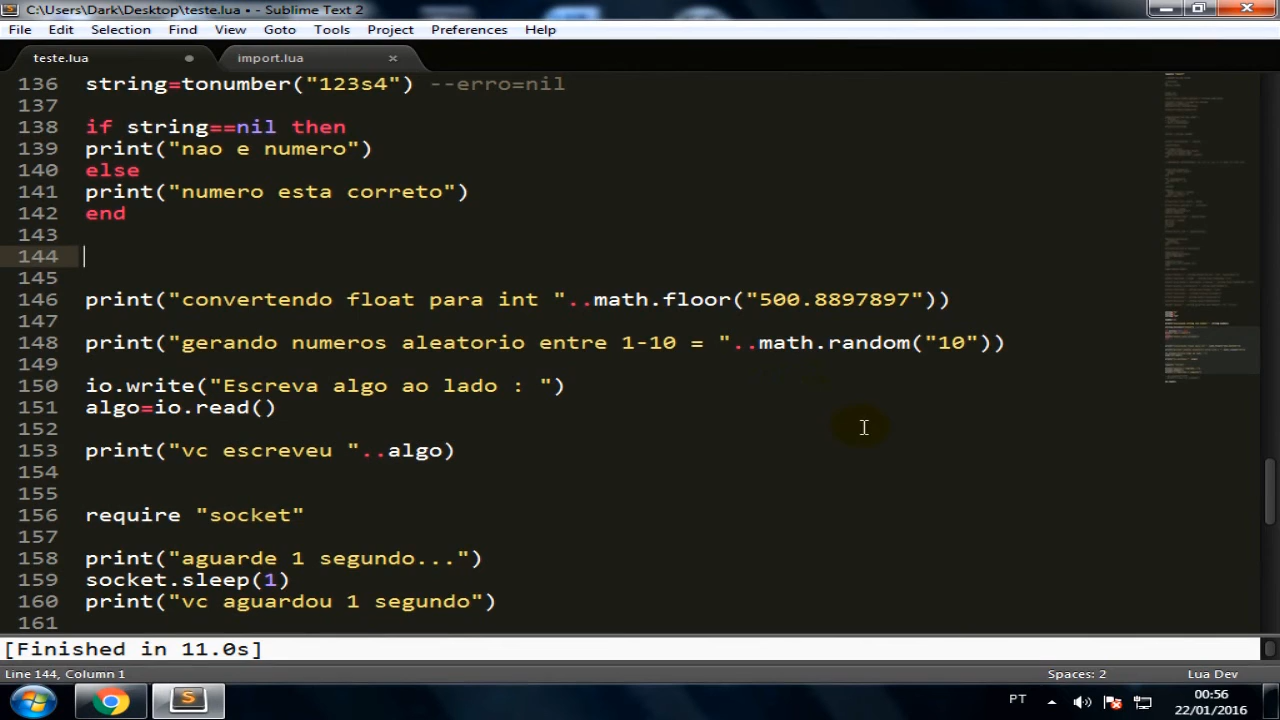 C:\Users\Dark\Desktop\teste.lua • - Sublime Text 2
File Edit Selection Find View Goto Tools Project Preferences Help
teste.lua import.lua
136 string=tonumber("123s4") --erro=nil
137
138 if string==nil then
139 print("nao e numero")
140 else
141 print("numero esta correto")
142 end
143
144
145
146 print("convertendo float para int "..math.floor("500.8897897"))
147
148 print("gerando numeros aleatorio entre 1-10 = "..math.random("10"))
149
150 io.write("Escreva algo ao lado : ")
151 algo=io.read()
152
153 print("vc escreveu "..algo)
154
155
156 require "socket"
157
158 print("aguarde 1 segundo...")
159 socket.sleep(1)
160 print("vc aguardou 1 segundo")
161
[Finished in 11.0s]
Line 144, Column 1 Spaces: 2 Lua Dev
PT 00:56
22/01/2016